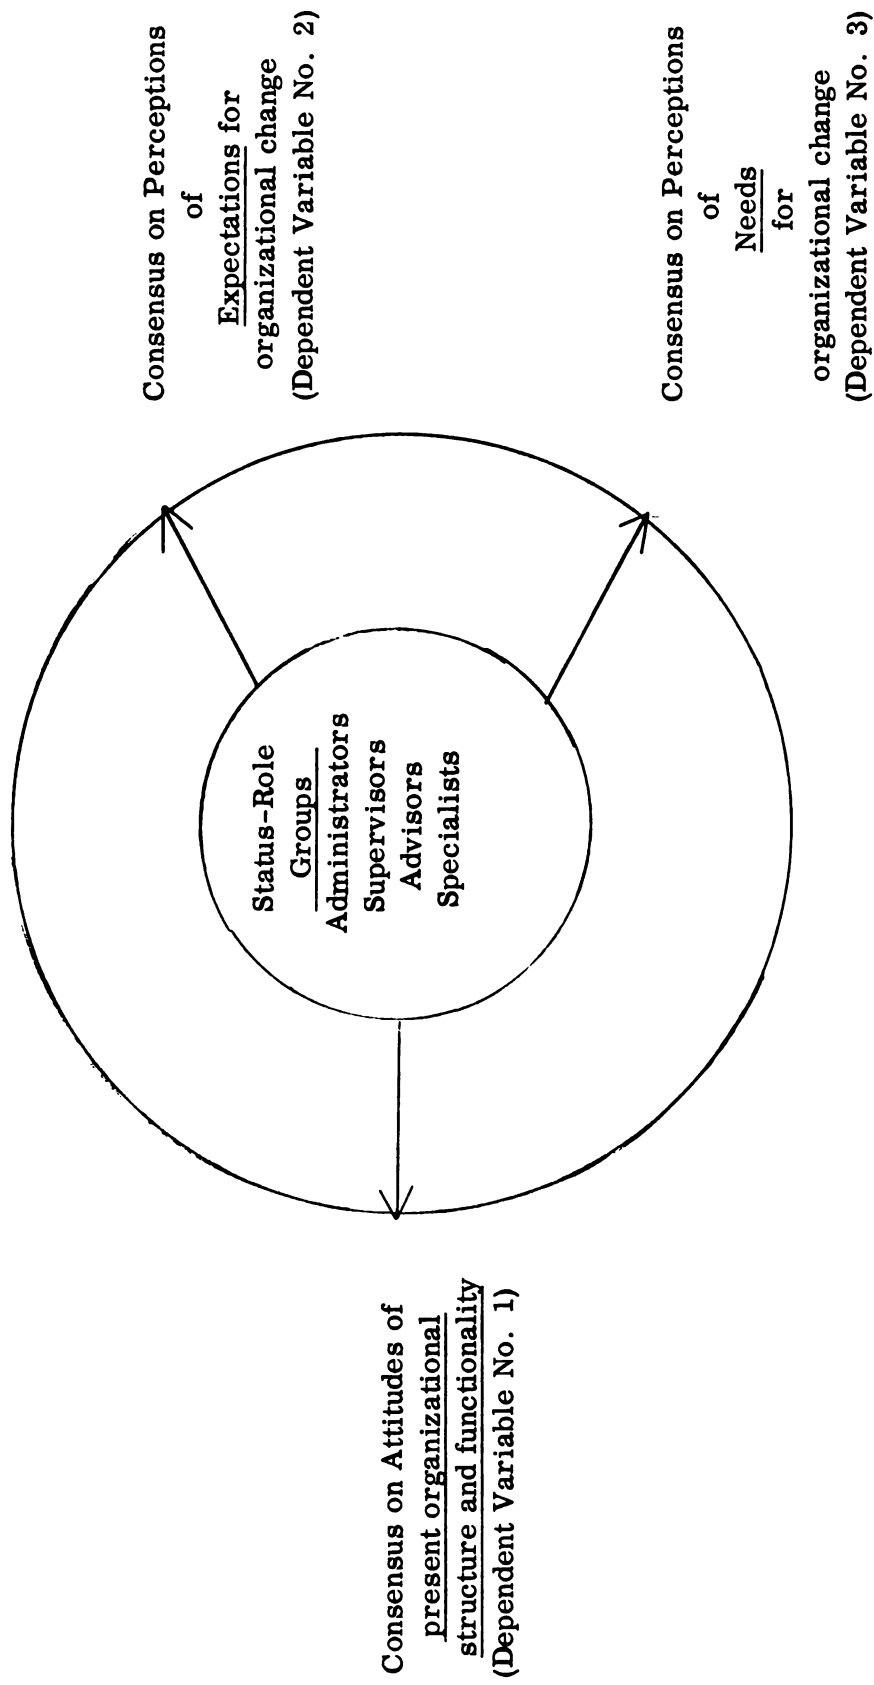 Consensus on Attitudes of
present organizational
structure and functionality
(Dependent Variable No. 1)
Status-Role
Groups
Administrators
Supervisors
Advisors
Specialists
Consensus on Perceptions
of
Expectations for
organizational change
(Dependent Variable No. 2)
Consensus on Perceptions
of
Needs
for
organizational change
(Dependent Variable No. 3)